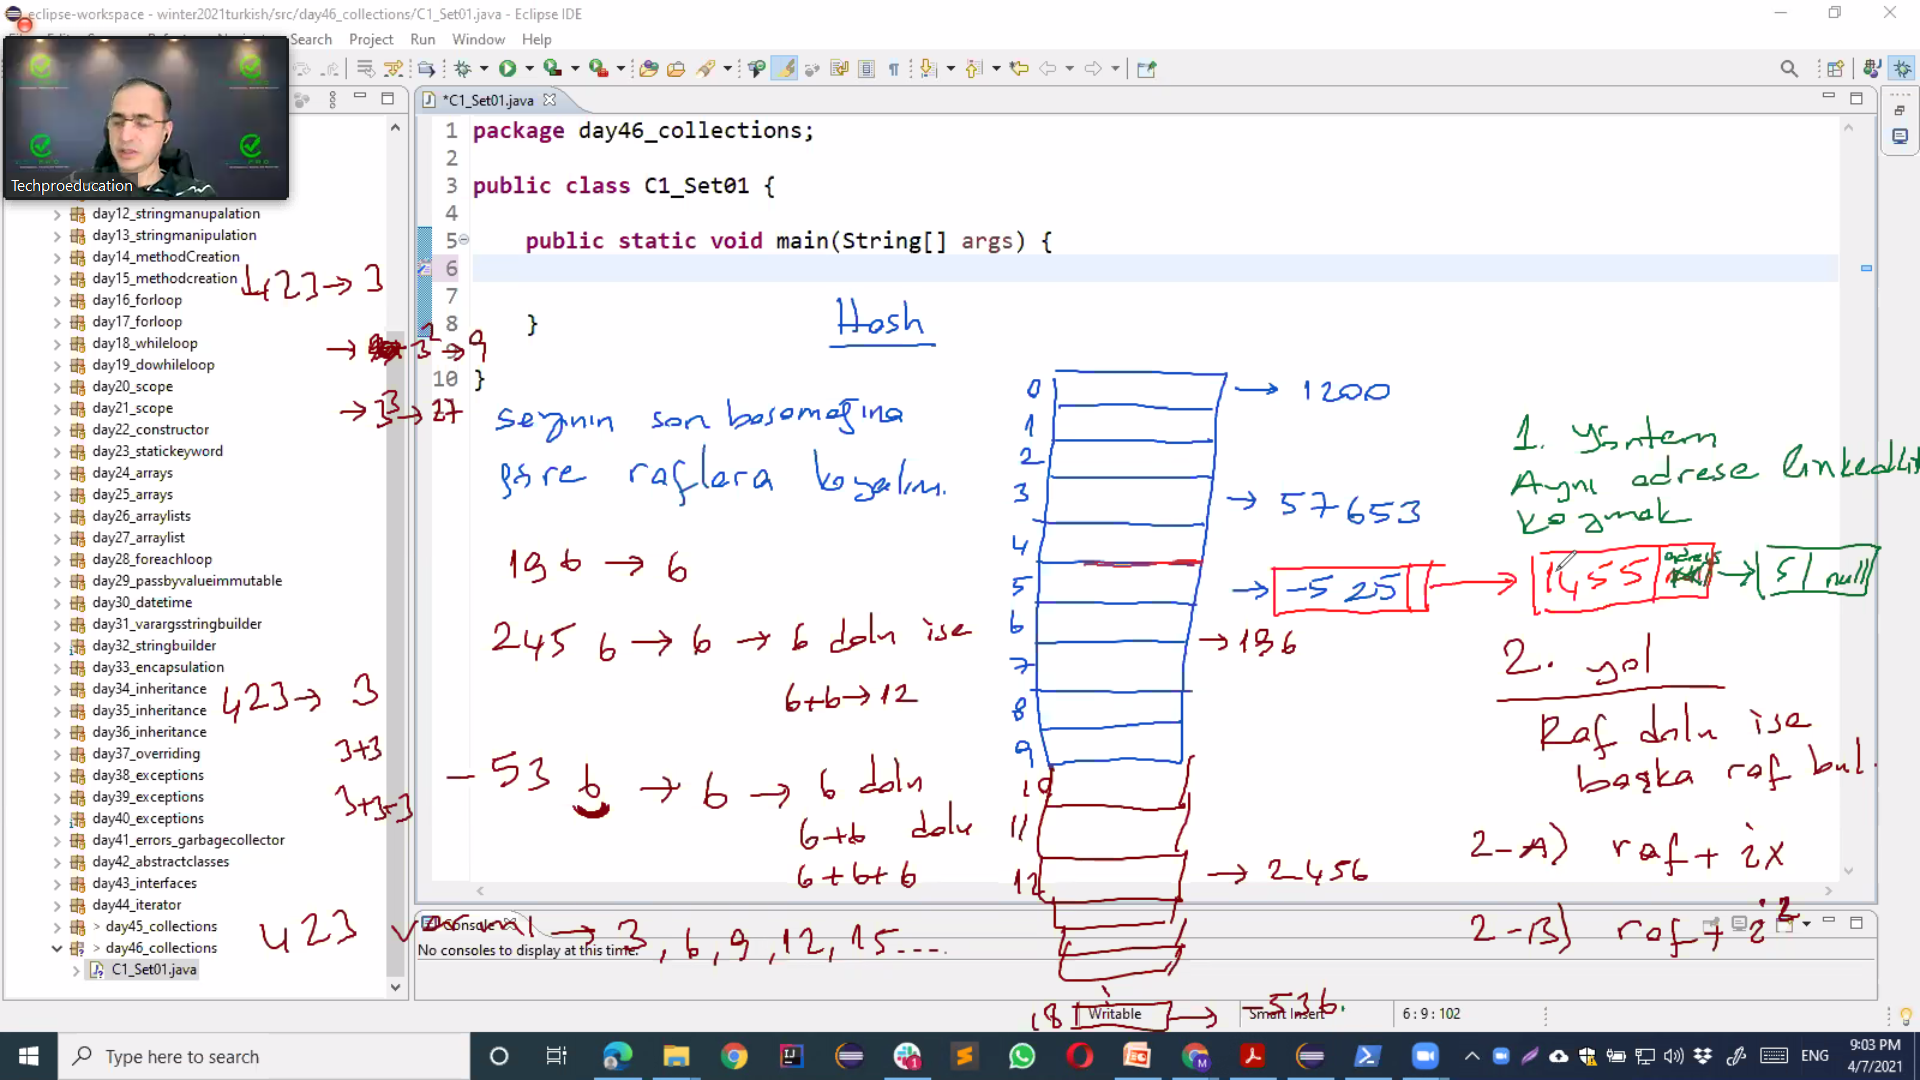 eclipse-workspace - winter2021turkish/src/day46_collections/C1_Set01.java - Eclipse IDE
Search Project Run Window Help
Techproeducation
*C1_Set01.java
day12_stringmanupalation
day13_stringmanipulation
day14_methodCreation
day15_methodcreation
day16_forloop
day17_forloop
day18_whileloop
day19_dowhileloop
day20_scope
day21_scope
day22_constructor
day23_statickeyword
day24_arrays
day25_arrays
day26_arraylists
day27_arraylist
day28_foreachloop
day29_passbyvalueimmutable
day30_datetime
day31_varargsstringbuilder
day32_stringbuilder
day33_encapsulation
day34_inheritance
day35_inheritance
day36_inheritance
day37_overriding
day38_exceptions
day39_exceptions
day40_exceptions
day41_errors_garbagecollector
day42_abstractclasses
day43_interfaces
day44_iterator
> day45_collections
> day46_collections
C1_Set01.java
1 package day46_collections;
2
3 public class C1_Set01 {
4
5 public static void main(String[] args) {
6
7
8 }
9
10 }
423 → 3
→ 3² → 9
→ 3³ → 27
423 → 3
3+3
3+3+3
Hash
sayının son basamağına
göre raflara koyalım.
196 → 6
2456 → 6 → 6 dolu ise
6+6 → 12
-536 → 6 → 6 dolu
6+6 dolu
6+6+6
423 → 3, 6, 9, 12, 15 ....
0 → 1200
1
2
3 → 57653
4
5 → -525 → 1455 adres → 5 | null
6 → 196
7
8
9
10
11
12 → 2456
18 → -536.
1. Yöntem
Aynı adrese linkedList
koymak
2. yol
Raf dolu ise
başka raf bul.
2-A) raf + ix
2-B) raf + i²
Console
No consoles to display at this time.
Writable
Smart Insert
6 : 9 : 102
Type here to search
ENG
9:03 PM
4/7/2021